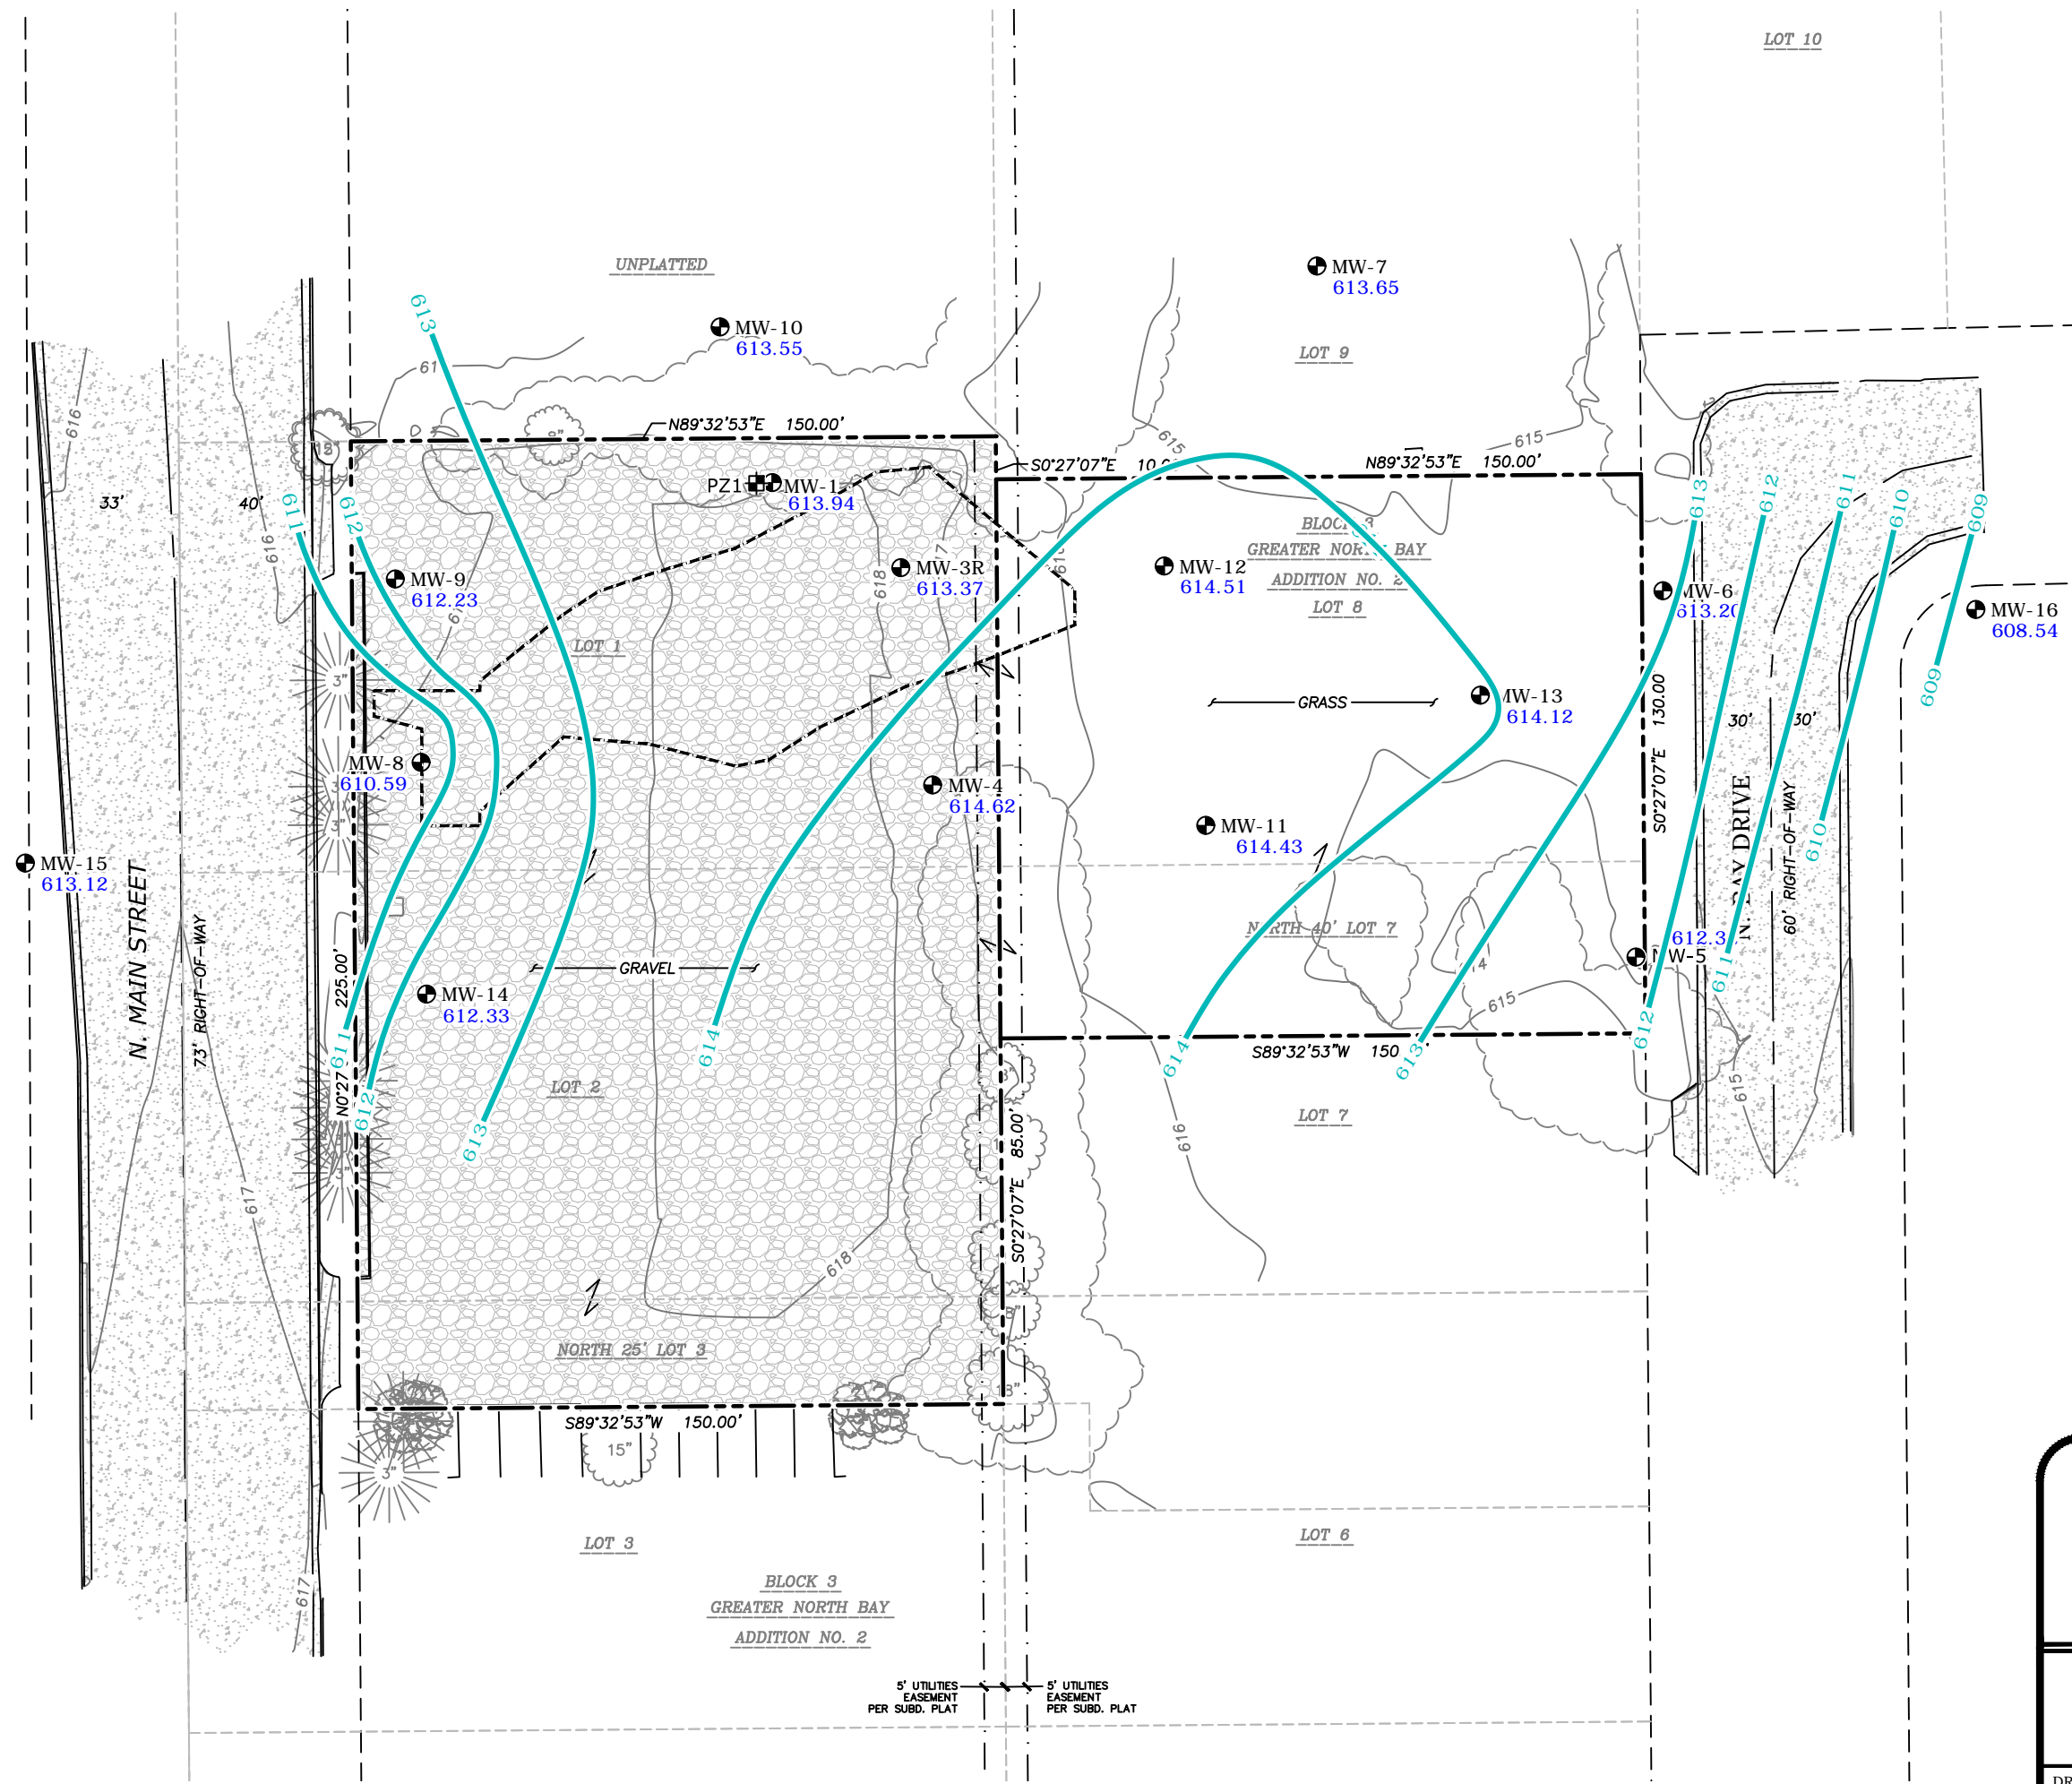 LOT 10
UNPLATTED
MW-7
613.65
613
MW-10
613.55
LOT 9
61
616
N89°32'53"E 150.00'
615
615
S0°27'07"E
N89°32'53"E 150.00'
33'
40'
PZ1
MW-1
613.94
611
612
613
612
611
610
609
616
GREATER NORTH BAY
ADDITION NO. 2
LOT 8
MW-9
612.23
618
617
MW-3R
613.37
MW-12
614.51
MW-6
MW-16
608.54
LOT 1
3"
GRASS
MW-13
614.12
S0°27'07"E 130.00
30'
30'
609
MW-8
610.59
3"
3"
MW-4
614.62
MW-11
614.43
610
MW-15
613.12
N. MAIN STREET
73' RIGHT-OF-WAY
60' RIGHT-OF-WAY
225.00'
GRAVEL
NORTH 40' LOT 7
MW-14
612.33
615
611
611
614
614
613
612
S89°32'53"W 150
LOT 2
LOT 7
612
613
616
615
85.00'
S0°27'07"E
617
618
NORTH 25' LOT 3
S89°32'53"W 150.00'
15"
3"
LOT 3
LOT 6
617
BLOCK 3
GREATER NORTH BAY
ADDITION NO. 2
5' UTILITIES
EASEMENT
PER SUBD. PLAT
5' UTILITIES
EASEMENT
PER SUBD. PLAT